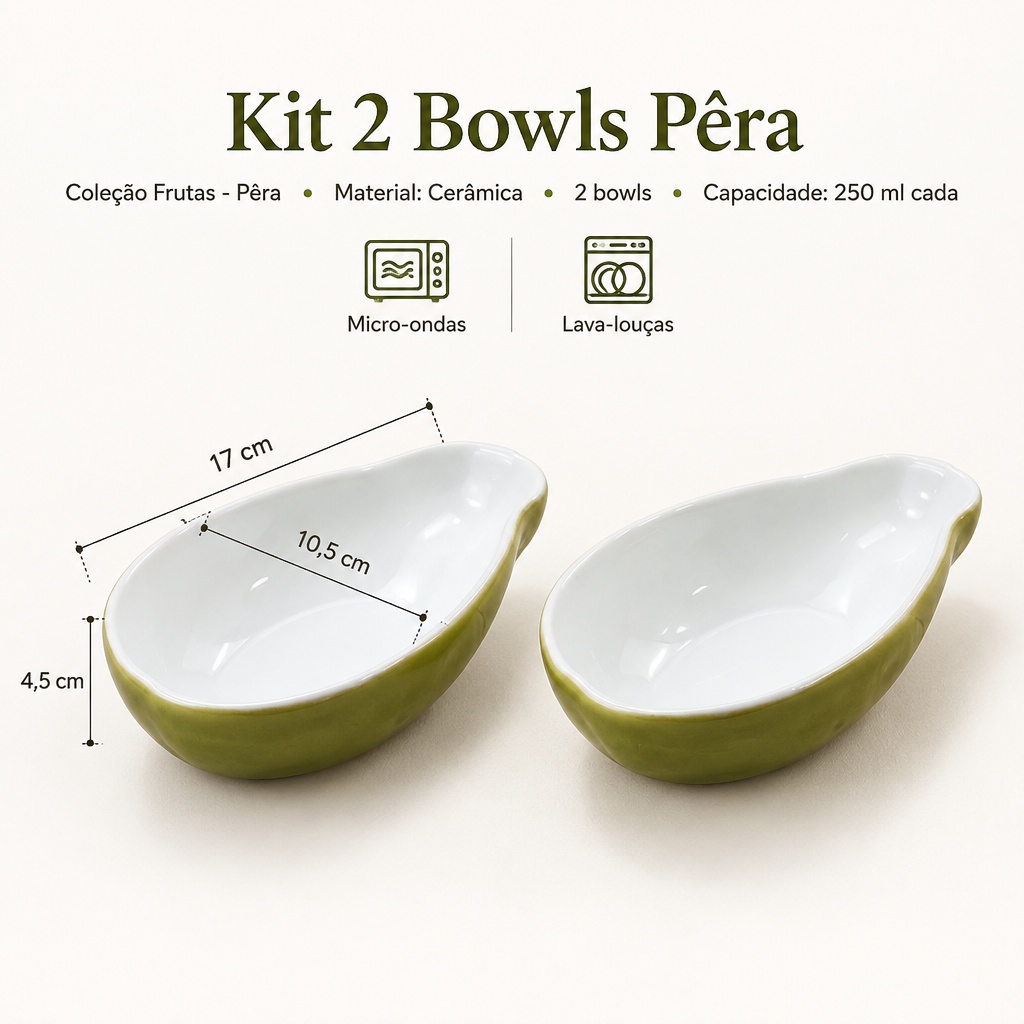 Kit 2 Bowls Pêra
Coleção Frutas - Pêra • Material: Cerâmica • 2 bowls • Capacidade: 250 ml cada
Micro-ondas
Lava-louças
17 cm
10,5 cm
4,5 cm